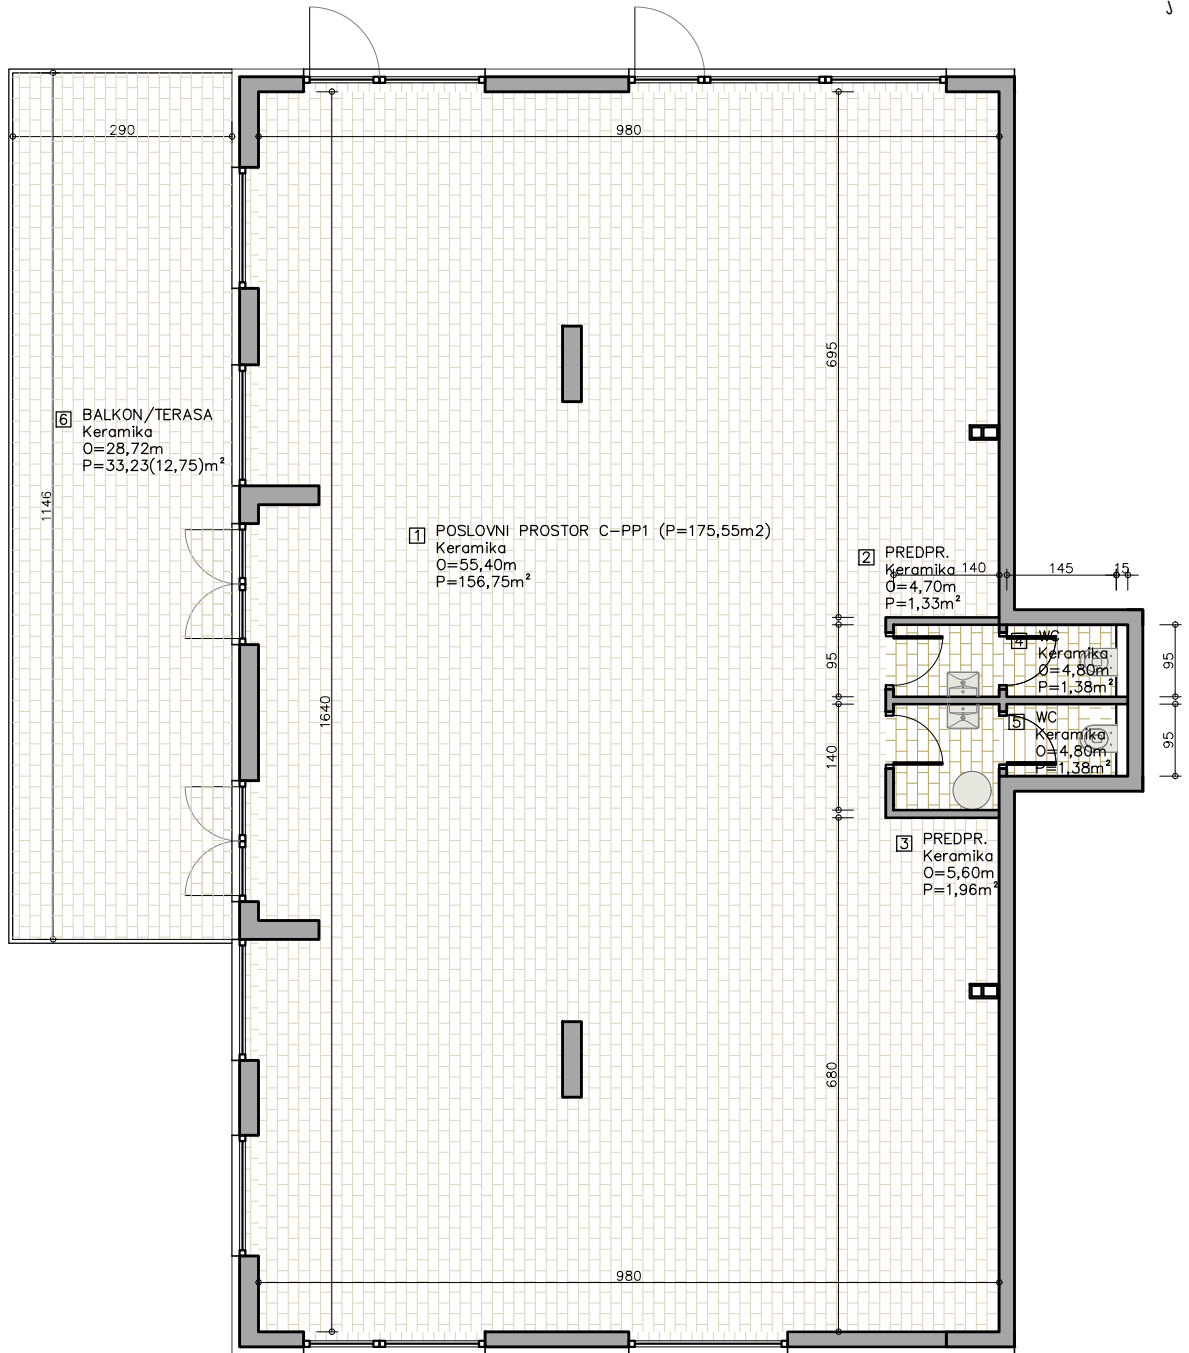 290
980
695
6 BALKON/TERASA
Keramika
O=28,72m
P=33,23(12,75)m²
1146
1 POSLOVNI PROSTOR C-PP1 (P=175,55m2)
Keramika
O=55,40m
P=156,75m²
2 PREDPR.
Keramika
O=4,70m
P=1,33m²
140
145
15
95
4 WC
Keramika
O=4,80m
P=1,38m²
95
1640
140
5 WC
Keramika
O=4,80m
P=1,38m²
95
3 PREDPR.
Keramika
O=5,60m
P=1,96m²
680
980